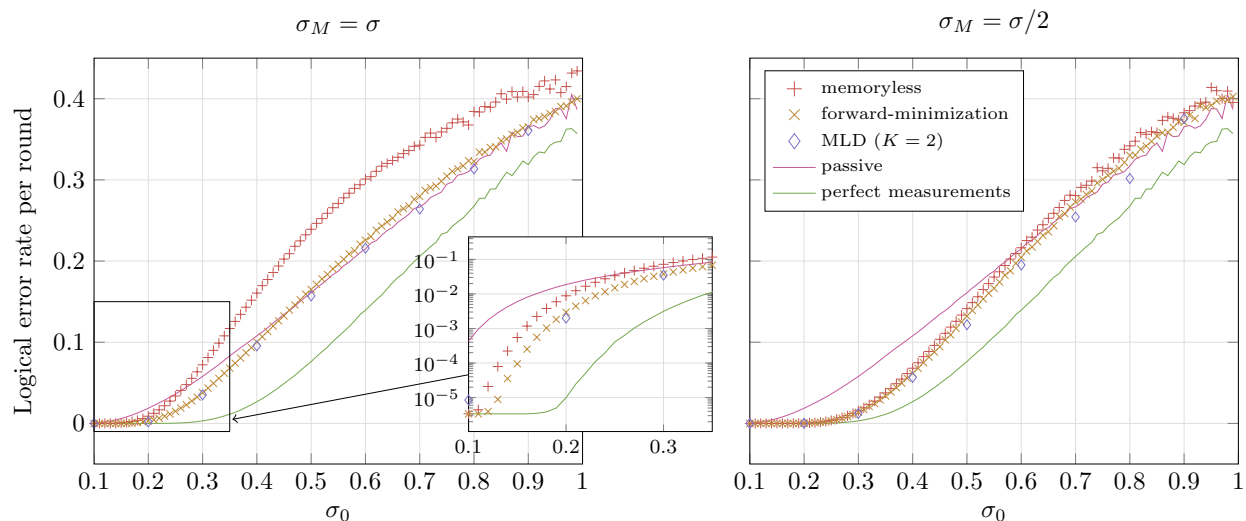 σ_M = σ
σ_M = σ/2
Logical error rate per round
0.4
0.3
0.2
0.1
0
0.1 0.2 0.3 0.4 0.5 0.6 0.7 0.8 0.9 1
σ_0
10^{-1}
10^{-2}
10^{-3}
10^{-4}
10^{-5}
0.1 0.2 0.3
memoryless
forward-minimization
MLD (K = 2)
passive
perfect measurements
0.1 0.2 0.3 0.4 0.5 0.6 0.7 0.8 0.9 1
σ_0